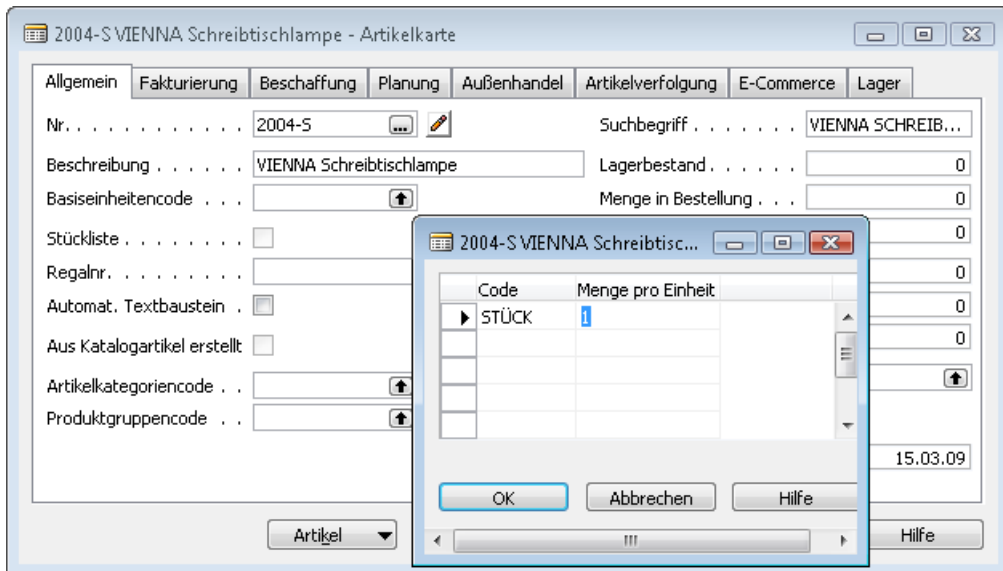 2004-S VIENNA Schreibtischlampe - Artikelkarte
Allgemein Fakturierung Beschaffung Planung Außenhandel Artikelverfolgung E-Commerce Lager
Nr. . . . . . . . . . . . . 2004-S ... Suchbegriff . . . . . . . VIENNA SCHREIB...
Beschreibung . . . . . . VIENNA Schreibtischlampe Lagerbestand . . . . . . 0
Basiseinheitencode . . . Menge in Bestellung . . . 0
Stückliste . . . . . . . . 0
Regalnr. . . . . . . . . . 0
Automat. Textbaustein . 0
Aus Katalogartikel erstellt 0
Artikelkategoriencode . .
Produktgruppencode . .
15.03.09
Artikel Hilfe
2004-S VIENNA Schreibtisc...
Code Menge pro Einheit
STÜCK 1
OK Abbrechen Hilfe